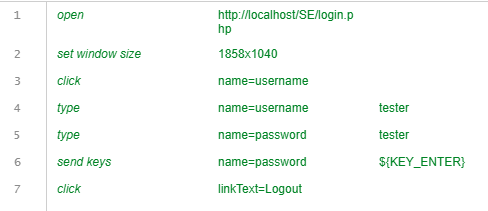 1 open http://localhost/SE/login.p
hp
2 set window size 1858x1040
3 click name=username
4 type name=username tester
5 type name=password tester
6 send keys name=password ${KEY_ENTER}
7 click linkText=Logout